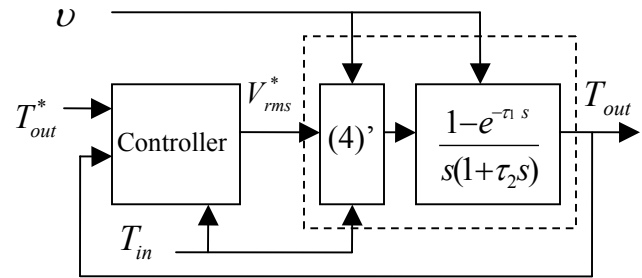 υ
T*out
Controller
V*rms
(4)’
1−e^−τ1 s
s(1+τ2s)
Tout
Tin